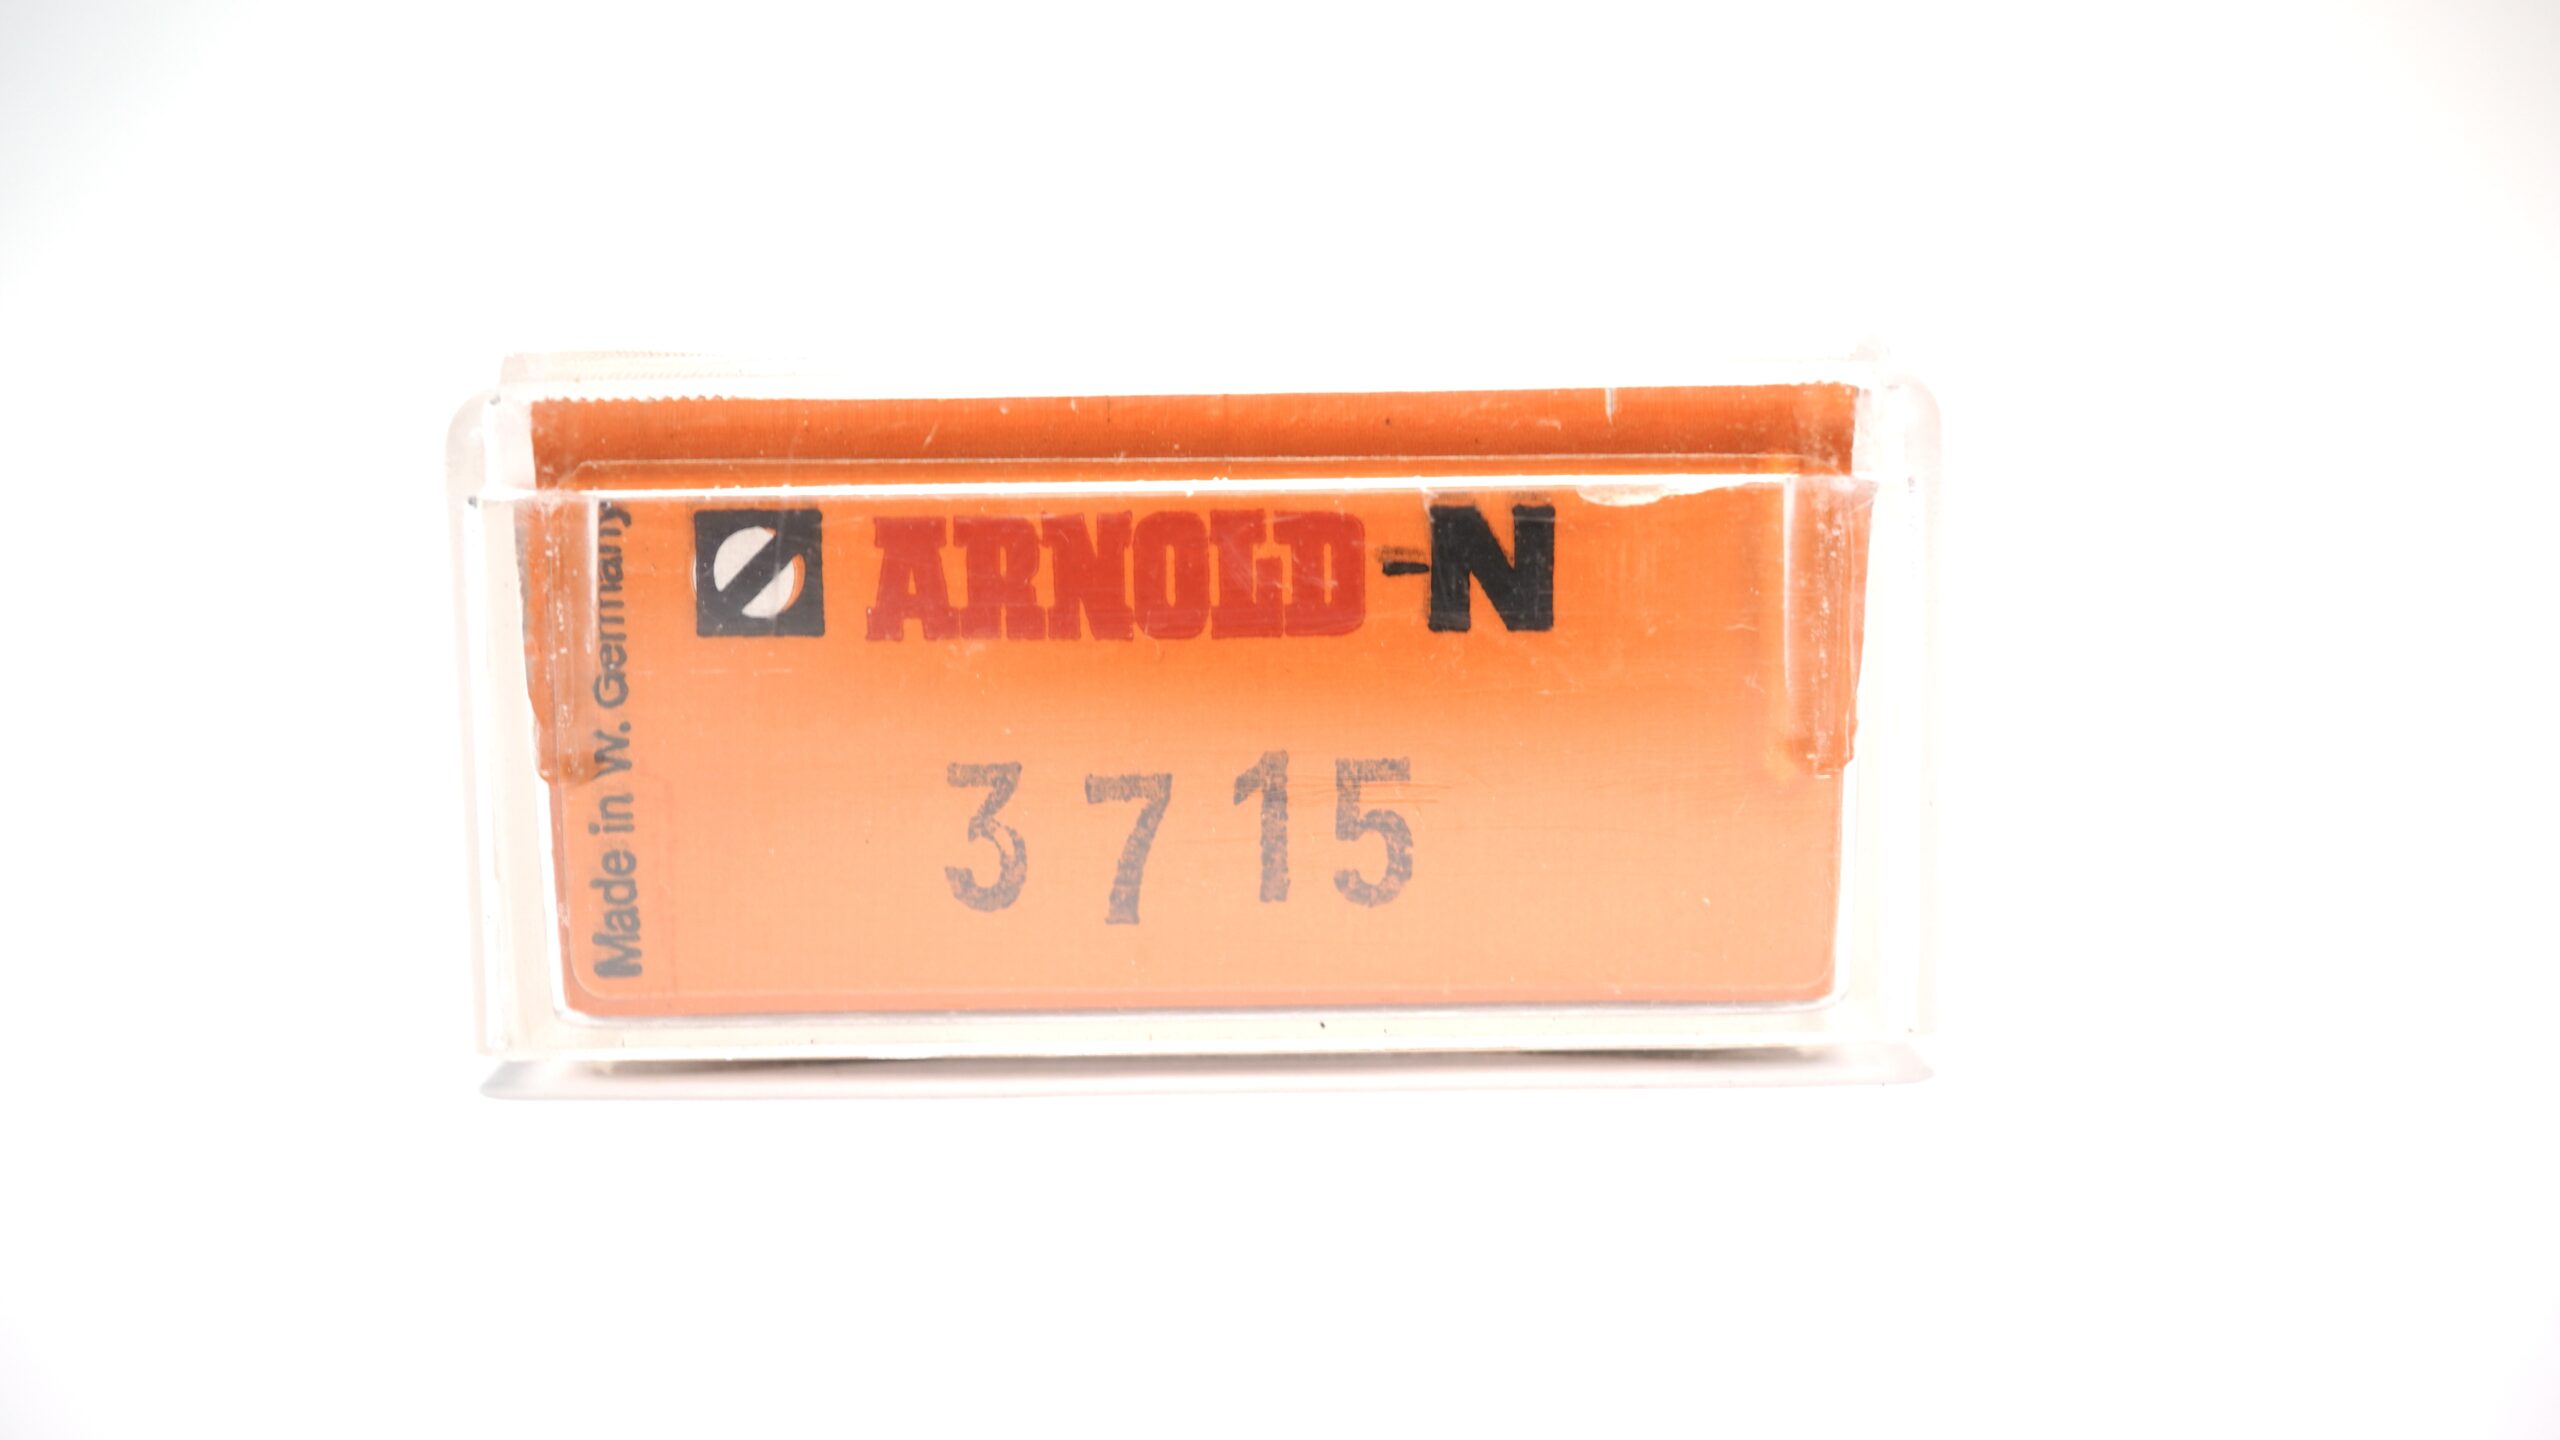 ARNOLD-N
3715
Made in W. Germany